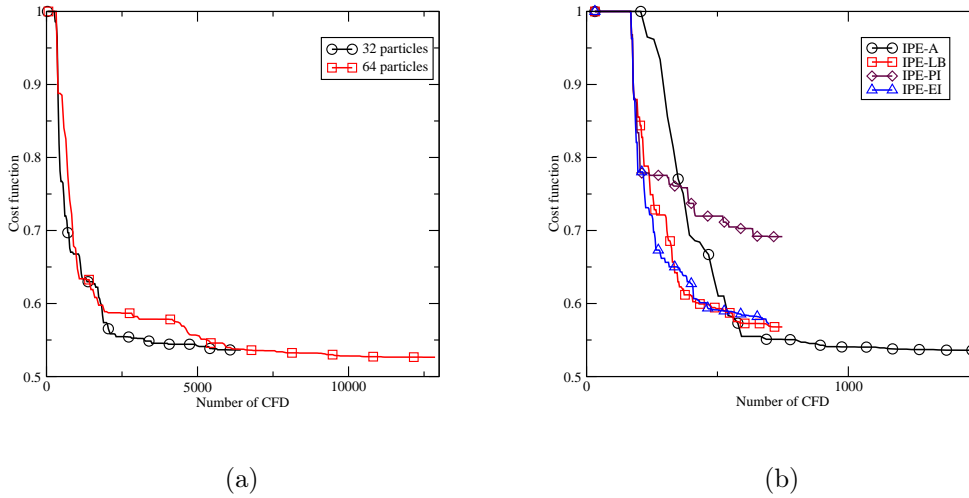 1
0.9
0.8
0.7
0.6
0.5
Cost function
0 5000 10000
Number of CFD
32 particles
64 particles
(a)
1
0.9
0.8
0.7
0.6
0.5
Cost function
0 1000
Number of CFD
IPE-A
IPE-LB
IPE-PI
IPE-EI
(b)